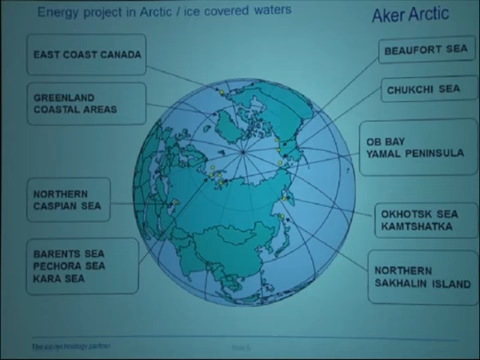 Energy project in Arctic / ice covered waters
Aker Arctic
EAST COAST CANADA
BEAUFORT SEA
GREENLAND
COASTAL AREAS
CHUKCHI SEA
OB BAY
YAMAL PENINSULA
NORTHERN
CASPIAN SEA
OKHOTSK SEA
KAMTSHATKA
BARENTS SEA
PECHORA SEA
KARA SEA
NORTHERN
SAKHALIN ISLAND
The ice technology partner